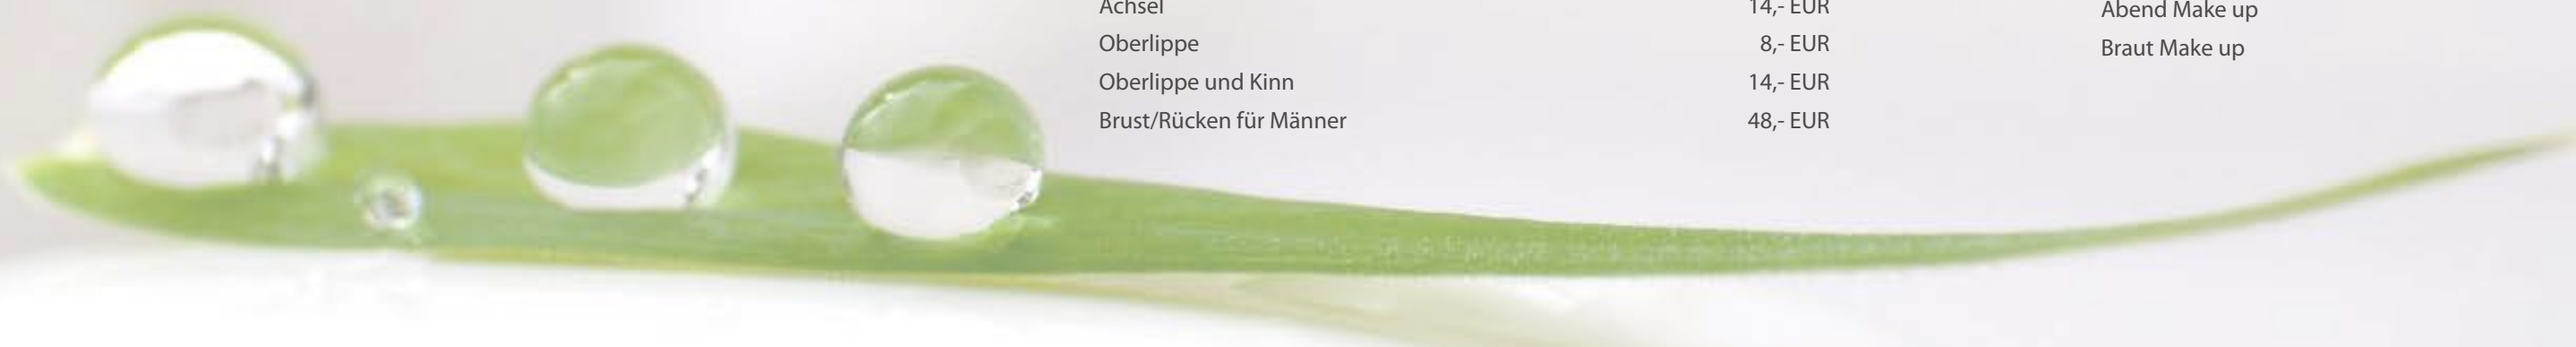 Achsel 14,- EUR
Oberlippe 8,- EUR
Oberlippe und Kinn 14,- EUR
Brust/Rücken für Männer 48,- EUR
Abend Make up
Braut Make up